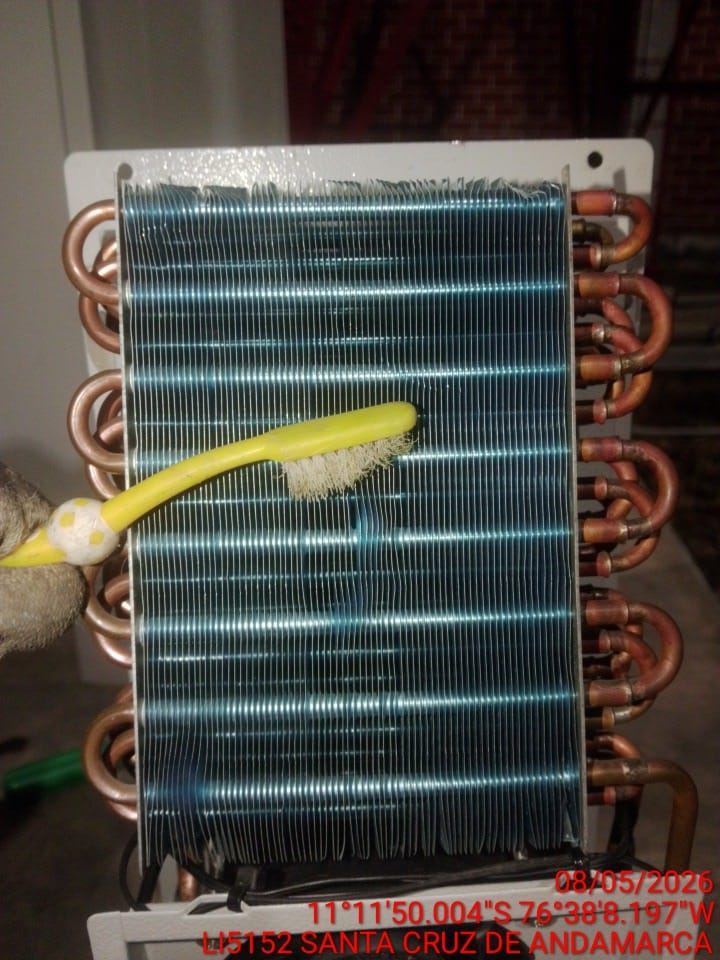 08/05/2026
11°11'50.004"S 76°38'8.197"W
LI5152 SANTA CRUZ DE ANDAMARCA